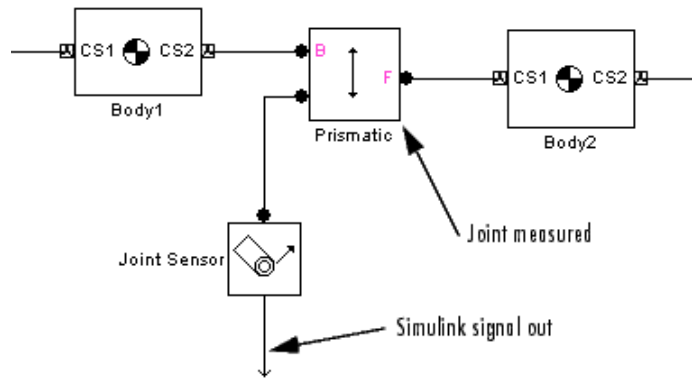 CS1 CS2
Body1
B
F
Prismatic
CS1 CS2
Body2
Joint measured
Joint Sensor
Simulink signal out